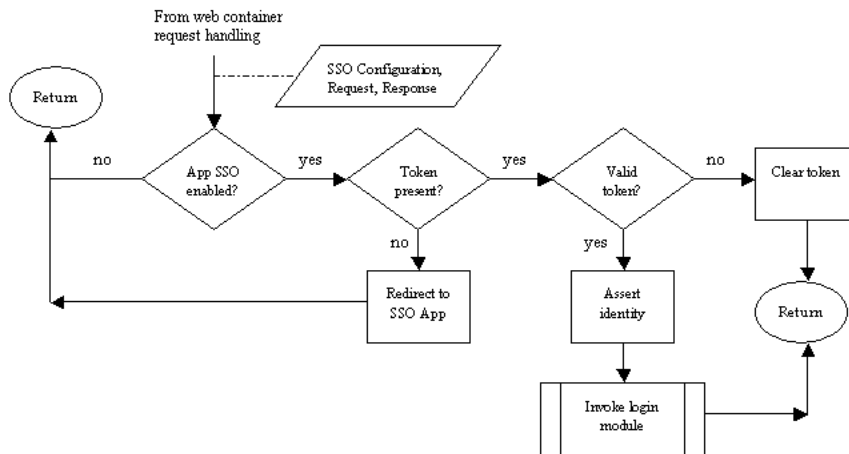 From web container
request handling
SSO Configuration,
Request, Response
Return
no
App SSO
enabled?
yes
Token
present?
yes
Valid
token?
no
Clear token
no
yes
Redirect to
SSO App
Assert
identity
Return
Invoke login
module